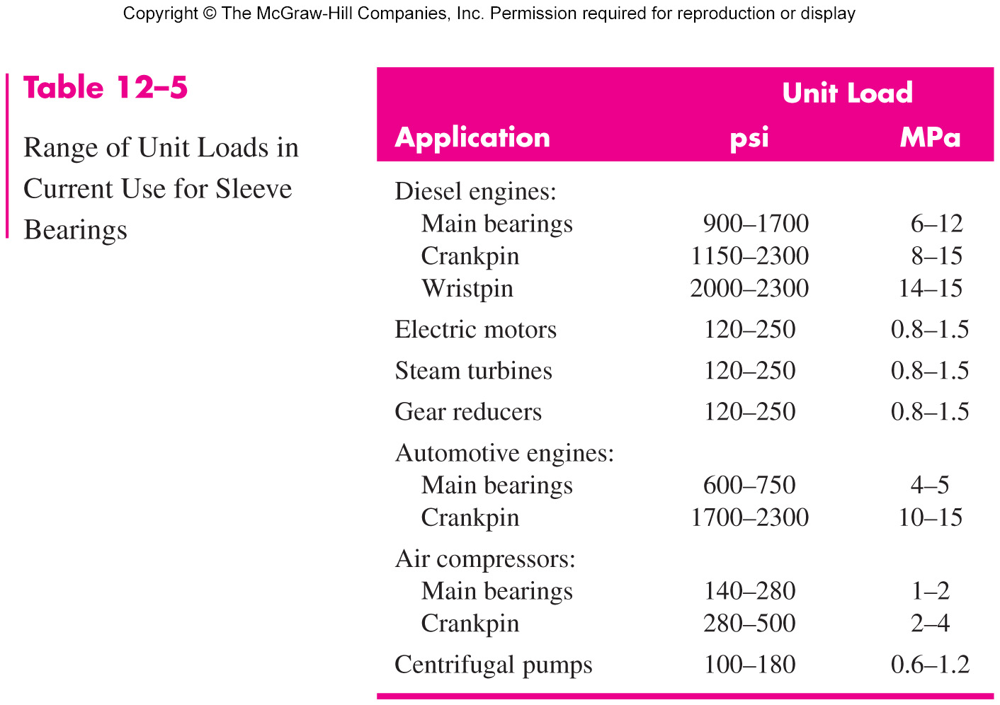 Copyright © The McGraw-Hill Companies, Inc. Permission required for reproduction or display
Table 12–5
Range of Unit Loads in
Current Use for Sleeve
Bearings
Unit Load
Application psi MPa
Diesel engines:
Main bearings 900–1700 6–12
Crankpin 1150–2300 8–15
Wristpin 2000–2300 14–15
Electric motors 120–250 0.8–1.5
Steam turbines 120–250 0.8–1.5
Gear reducers 120–250 0.8–1.5
Automotive engines:
Main bearings 600–750 4–5
Crankpin 1700–2300 10–15
Air compressors:
Main bearings 140–280 1–2
Crankpin 280–500 2–4
Centrifugal pumps 100–180 0.6–1.2